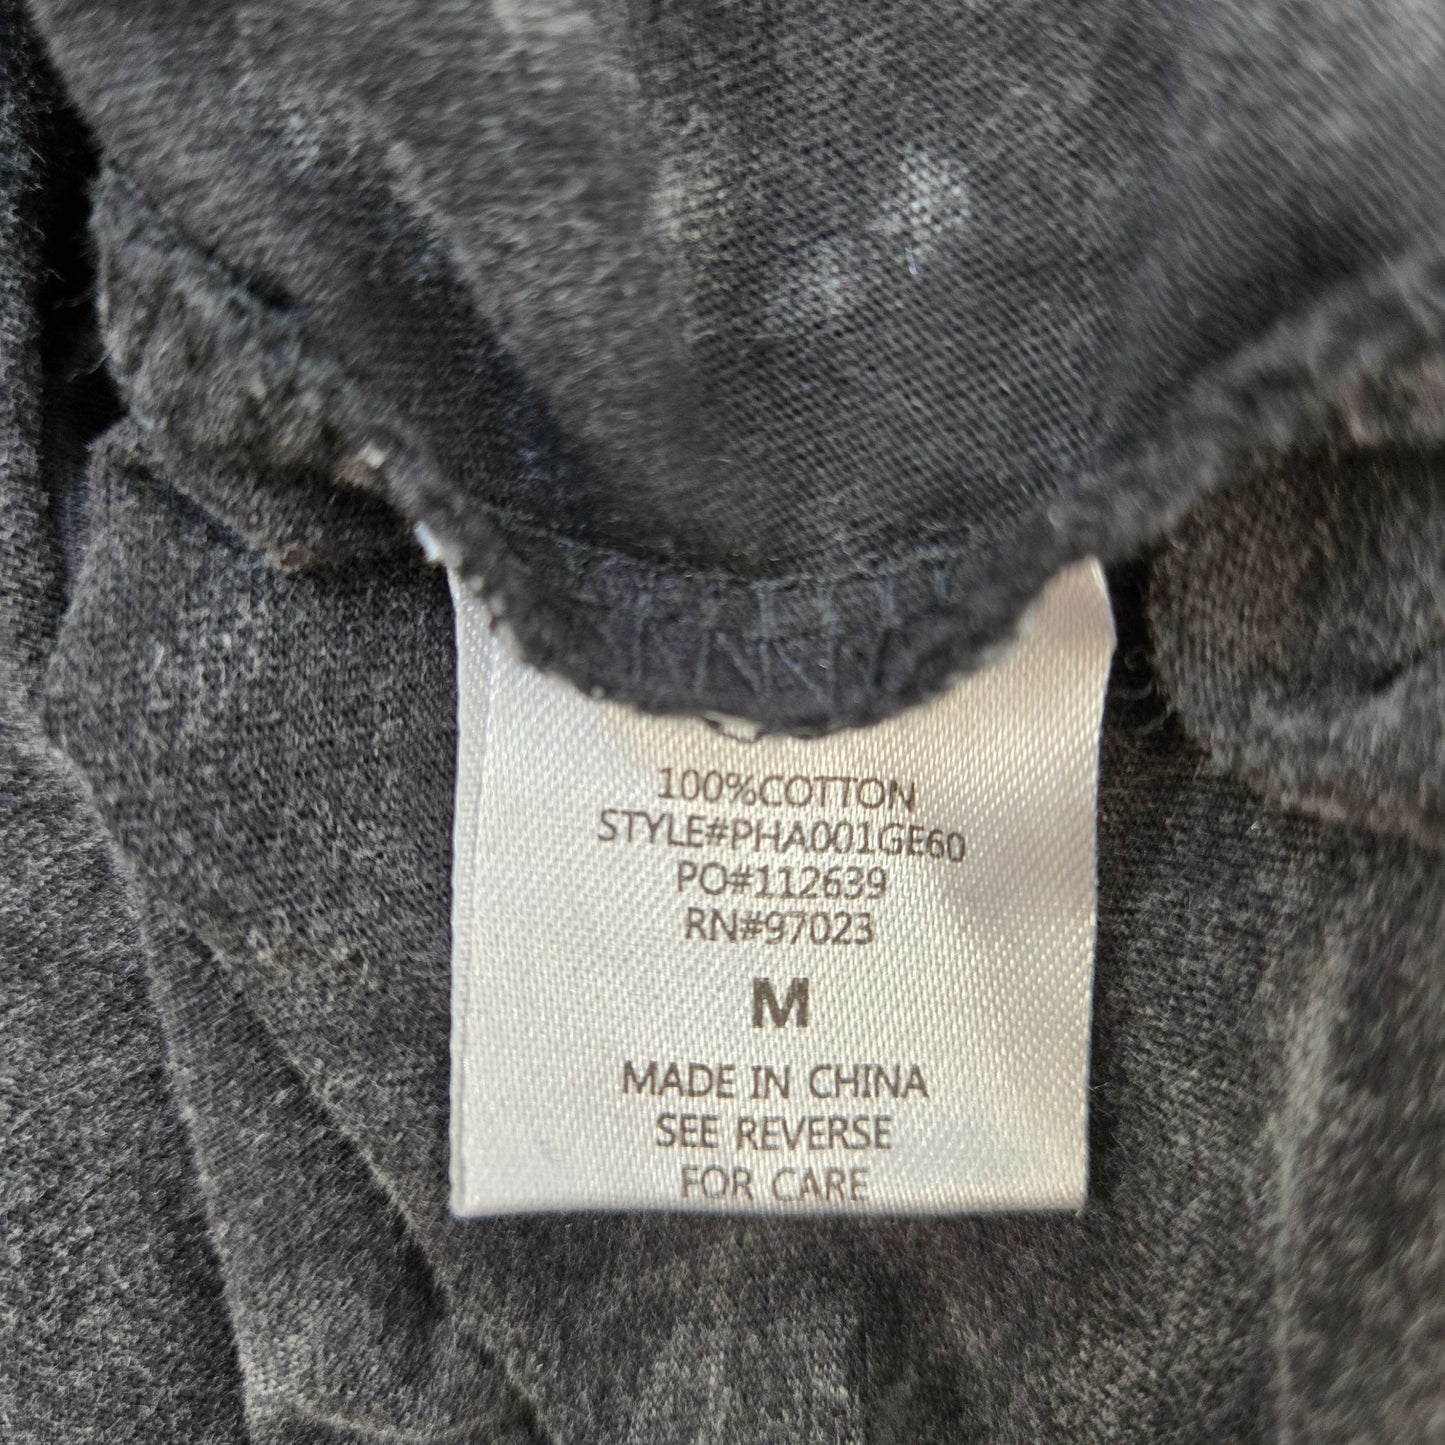 100%COTTON
STYLE#PHA001GE60
PO#112639
RN#97023
M
MADE IN CHINA
SEE REVERSE
FOR CARE